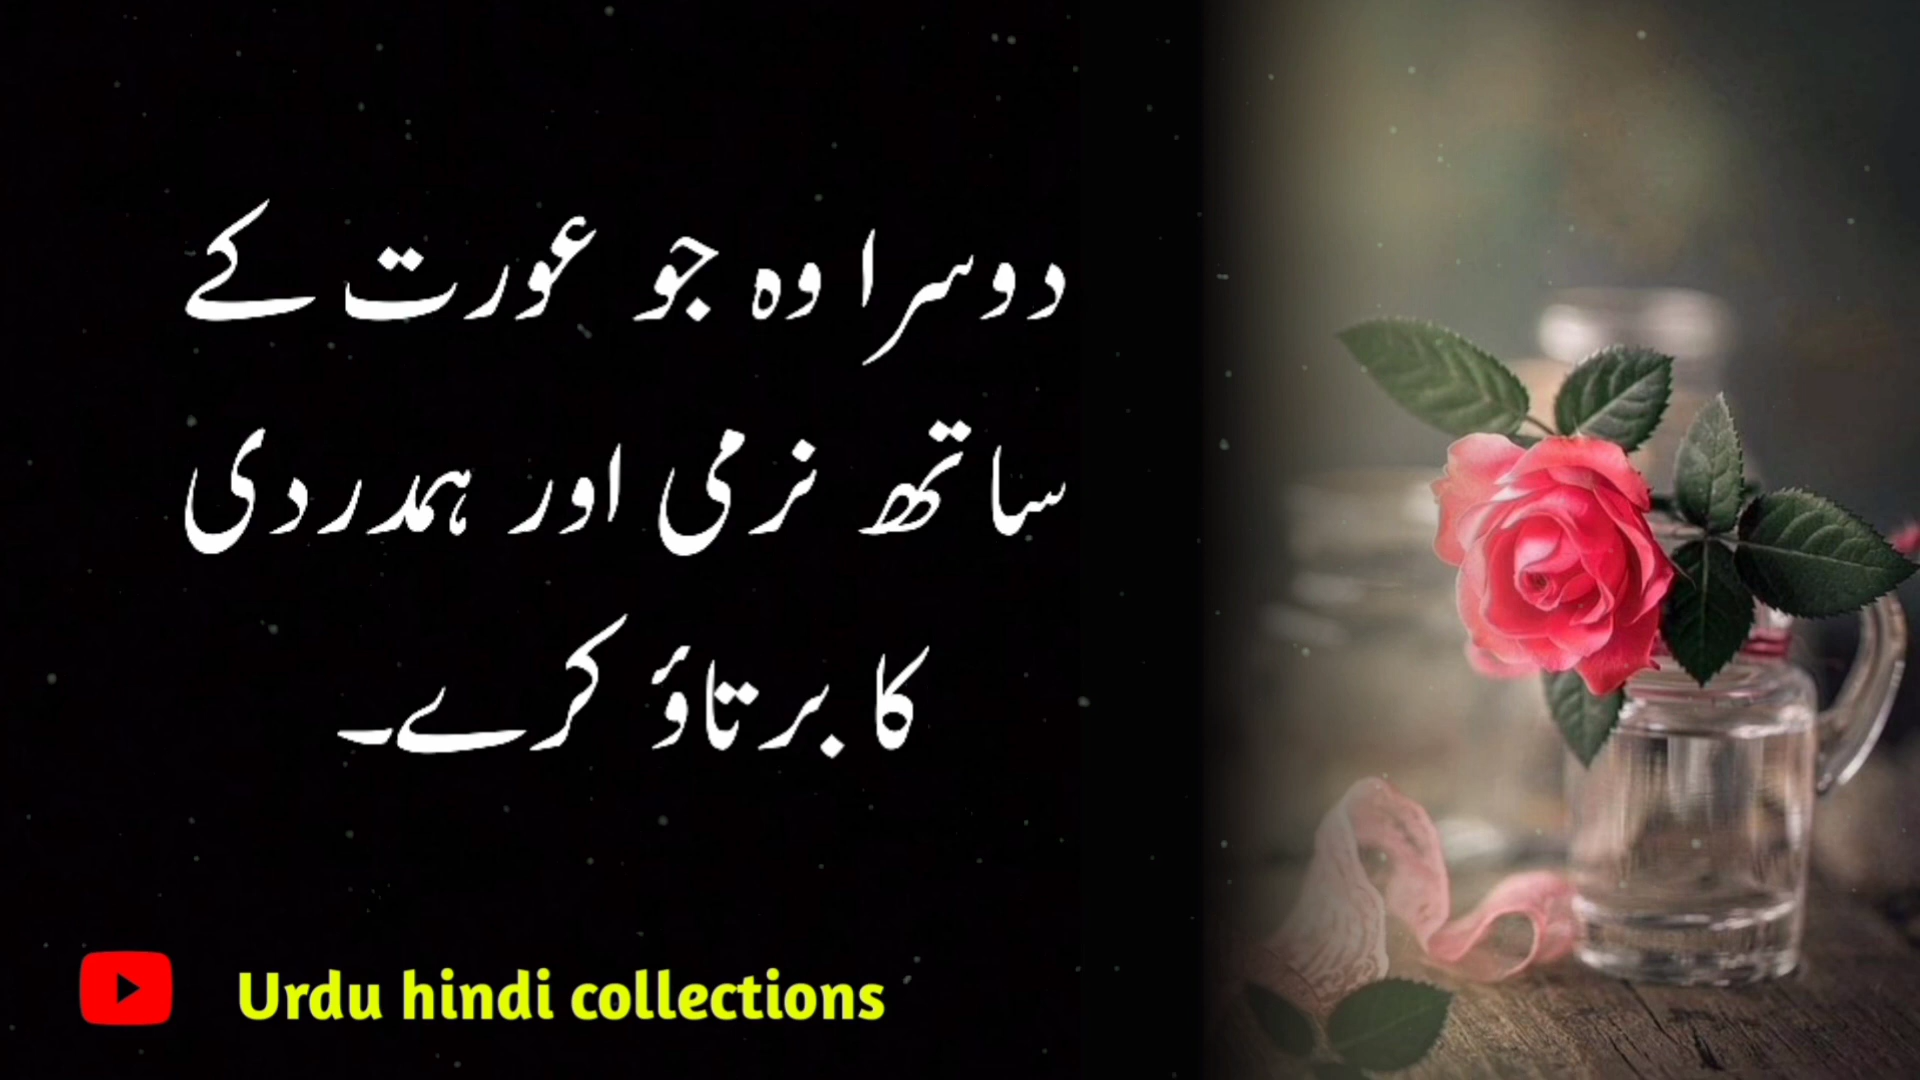 دوسرا وہ جو عورت کے
ساتھ نرمی اور ہمدردی
کا برتاؤ کرے۔
Urdu hindi collections